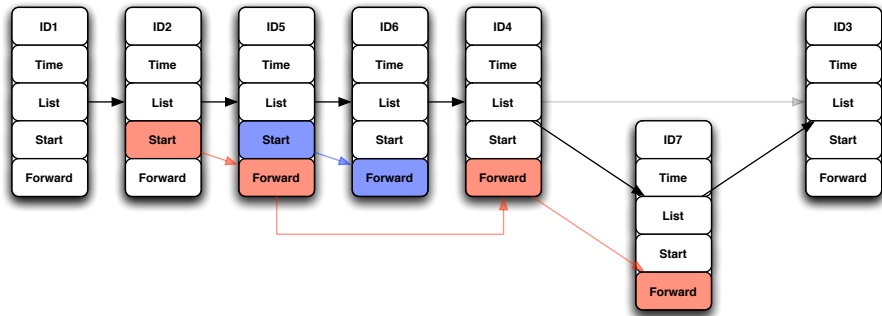 ID1
Time
List
Start
Forward
ID2
Time
List
Start
Forward
ID5
Time
List
Start
Forward
ID6
Time
List
Start
Forward
ID4
Time
List
Start
Forward
ID7
Time
List
Start
Forward
ID3
Time
List
Start
Forward